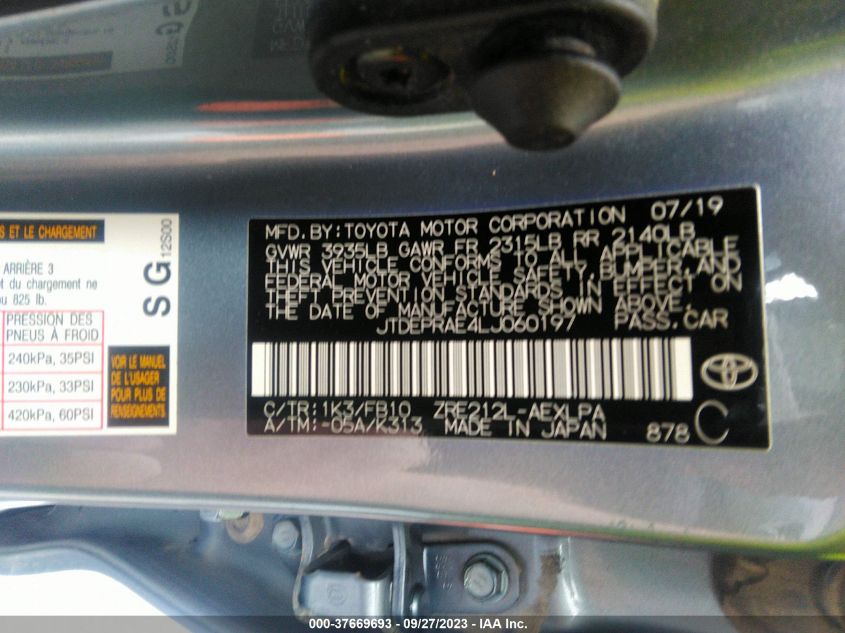 S ET LE CHARGEMENT
ARRIÈRE 3
t du chargement ne
ou 825 lb.
PRESSION DES
PNEUS À FROID
240kPa, 35PSI
230kPa, 33PSI
420kPa, 60PSI
VOIR LE MANUEL
DE L'USAGER
POUR PLUS DE
RENSEIGNEMENTS
SG
12S00
MFD. BY: TOYOTA MOTOR CORPORATION 07/19
GVWR 3935LB GAWR FR 2315LB RR 2140LB
THIS VEHICLE CONFORMS TO ALL APPLICABLE
FEDERAL MOTOR VEHICLE SAFETY, BUMPER, AND
THEFT PREVENTION STANDARDS IN EFFECT ON
THE DATE OF MANUFACTURE SHOWN ABOVE.
JTDEPRAE4LJ060197 PASS. CAR
C/TR: 1K3/FB10 ZRE212L-AEXLPA
A/TM: -05A/K313 MADE IN JAPAN 878 C
000-37669693 / 09/27/2023 - IAA Inc.